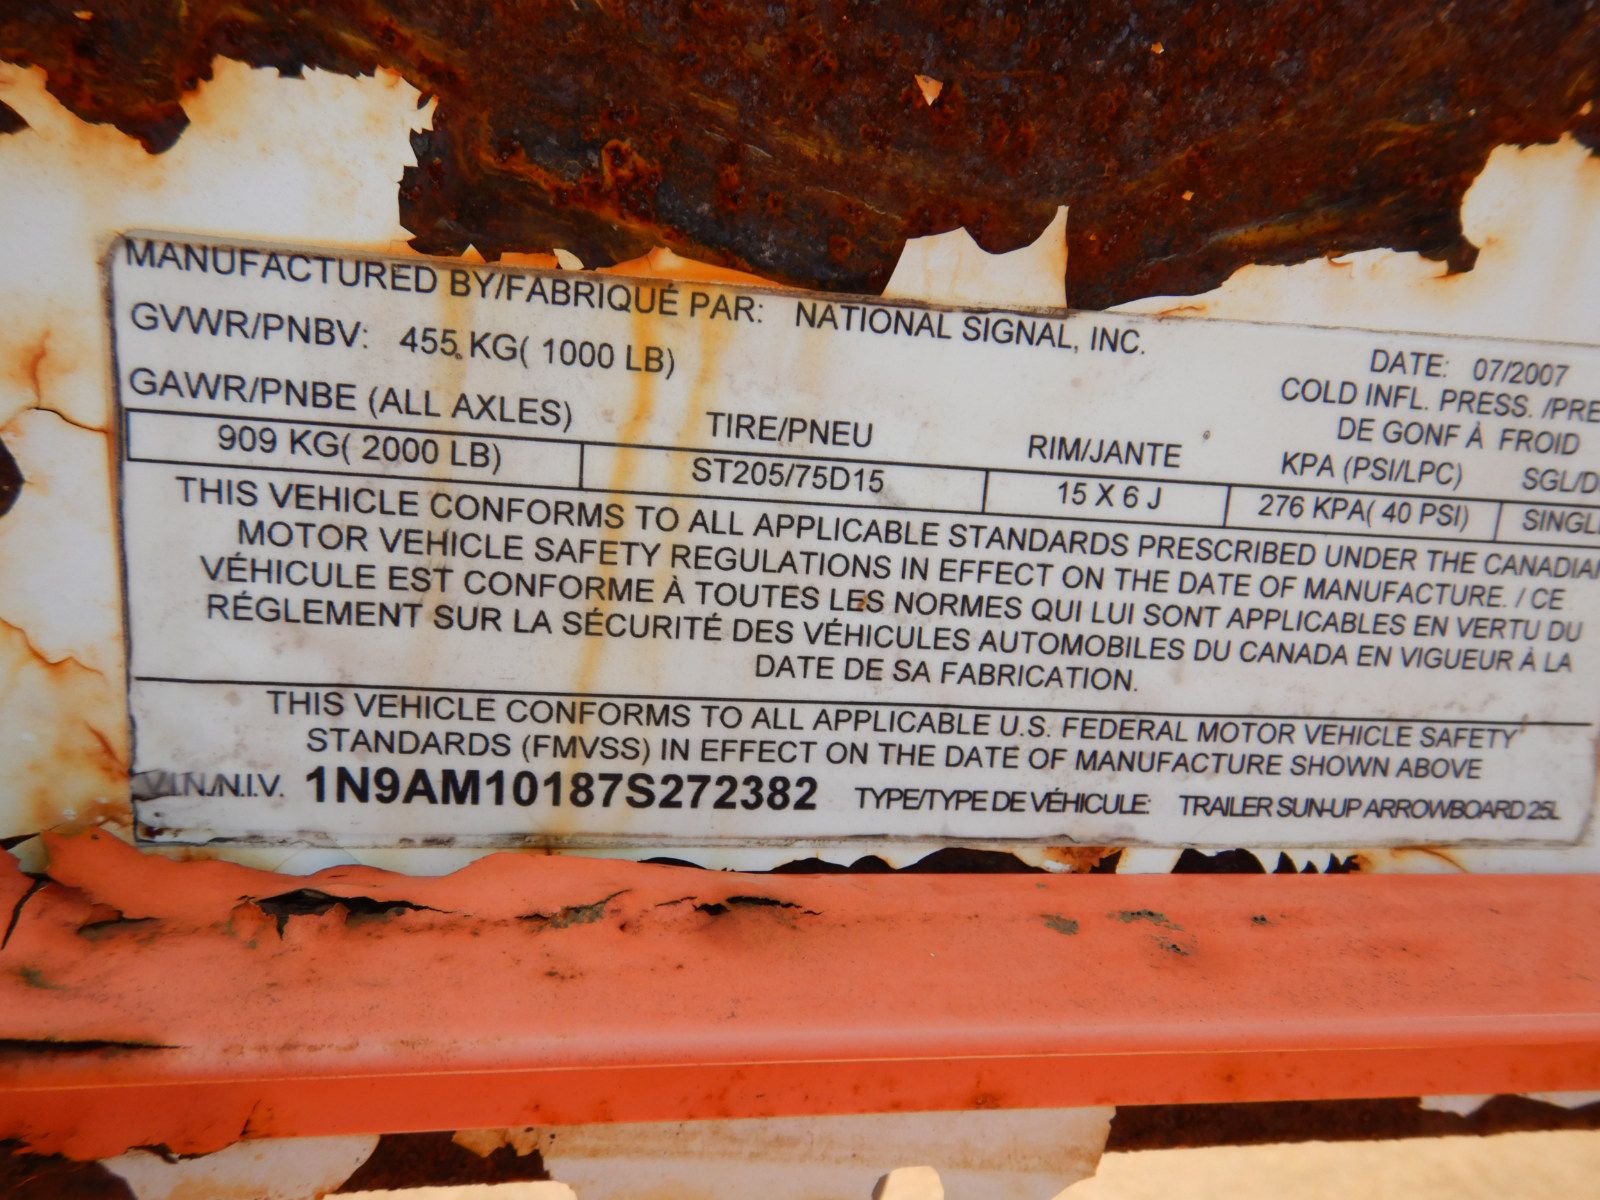 MANUFACTURED BY/FABRIQUÉ PAR: NATIONAL SIGNAL, INC.
GVWR/PNBV: 455 KG( 1000 LB)
DATE: 07/2007
GAWR/PNBE (ALL AXLES)
TIRE/PNEU
RIM/JANTE
COLD INFL. PRESS. /PRE
DE GONF À FROID
KPA (PSI/LPC)
SGL/D
909 KG( 2000 LB)
ST205/75D15
15 X 6 J
276 KPA( 40 PSI)
SINGL
THIS VEHICLE CONFORMS TO ALL APPLICABLE STANDARDS PRESCRIBED UNDER THE CANADIAN
MOTOR VEHICLE SAFETY REGULATIONS IN EFFECT ON THE DATE OF MANUFACTURE. / CE
VÉHICULE EST CONFORME À TOUTES LES NORMES QUI LUI SONT APPLICABLES EN VERTU DU
RÉGLEMENT SUR LA SÉCURITÉ DES VÉHICULES AUTOMOBILES DU CANADA EN VIGUEUR À LA
DATE DE SA FABRICATION.
THIS VEHICLE CONFORMS TO ALL APPLICABLE U.S. FEDERAL MOTOR VEHICLE SAFETY
STANDARDS (FMVSS) IN EFFECT ON THE DATE OF MANUFACTURE SHOWN ABOVE
V.I.N./N.I.V. 1N9AM10187S272382 TYPE/TYPE DE VÉHICULE: TRAILER SUN-UP ARROWBOARD 25L